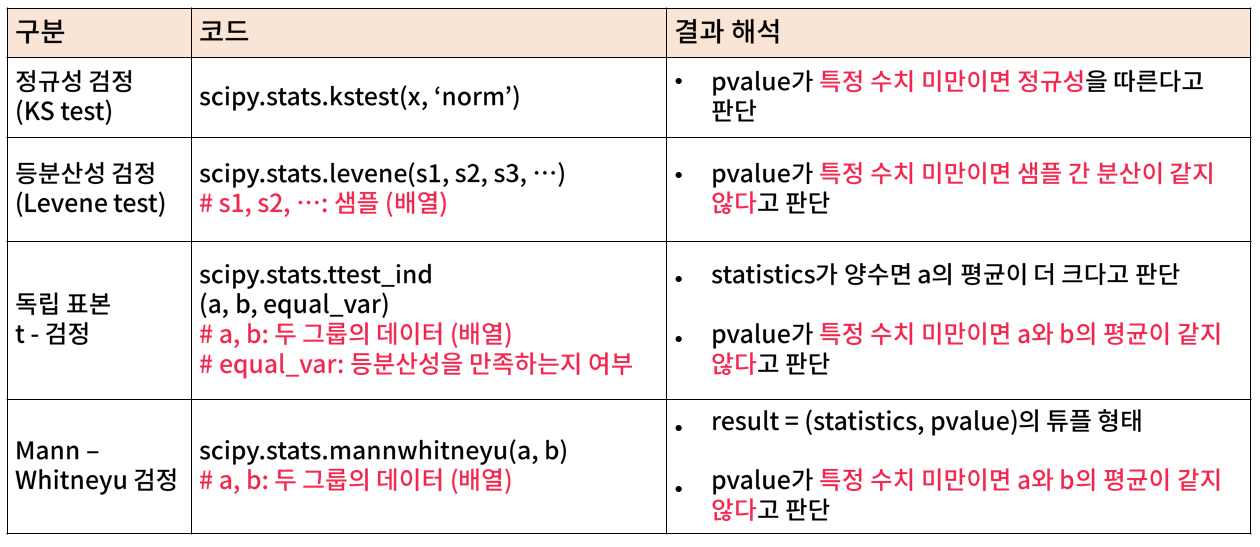 구분
코드
결과 해석
정규성 검정
(KS test)
scipy.stats.kstest(x, ‘norm’)
• pvalue가 특정 수치 미만이면 정규성을 따른다고
판단
등분산성 검정
(Levene test)
scipy.stats.levene(s1, s2, s3, …)
# s1, s2, …: 샘플 (배열)
• pvalue가 특정 수치 미만이면 샘플 간 분산이 같지
않다고 판단
독립 표본
t - 검정
scipy.stats.ttest_ind
(a, b, equal_var)
# a, b: 두 그룹의 데이터 (배열)
# equal_var: 등분산성을 만족하는지 여부
• statistics가 양수면 a의 평균이 더 크다고 판단
• pvalue가 특정 수치 미만이면 a와 b의 평균이 같지
않다고 판단
Mann –
Whitneyu 검정
scipy.stats.mannwhitneyu(a, b)
# a, b: 두 그룹의 데이터 (배열)
• result = (statistics, pvalue)의 튜플 형태
• pvalue가 특정 수치 미만이면 a와 b의 평균이 같지
않다고 판단